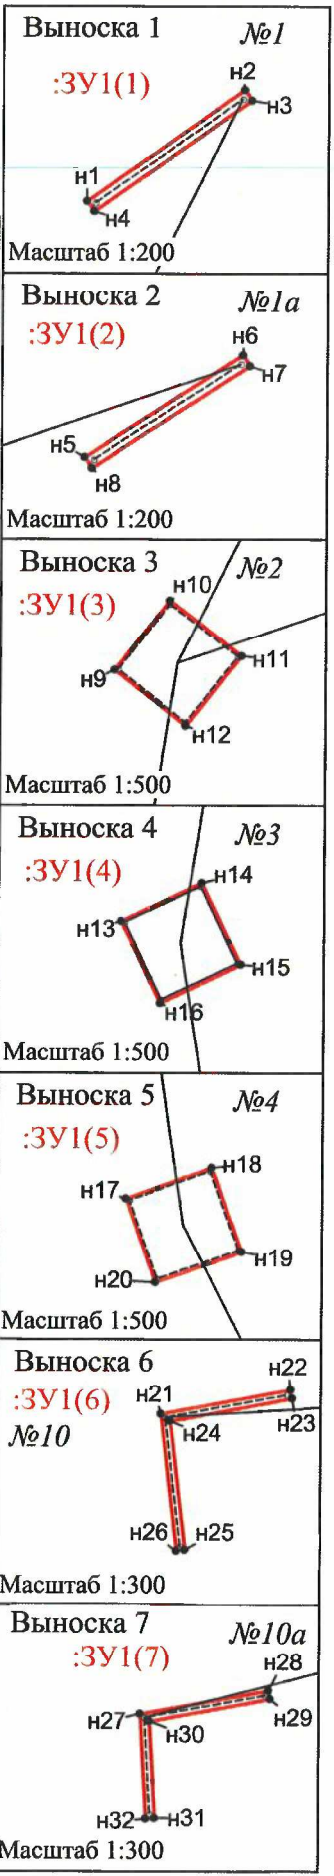 Выноска 1 №1
:ЗУ1(1)
н2
н3
н1
н4
Масштаб 1:200
Выноска 2 №1а
:ЗУ1(2)
н6
н7
н5
н8
Масштаб 1:200
Выноска 3 №2
:ЗУ1(3)
н10
н11
н9
н12
Масштаб 1:500
Выноска 4 №3
:ЗУ1(4)
н14
н13
н15
н16
Масштаб 1:500
Выноска 5 №4
:ЗУ1(5)
н18
н17
н19
н20
Масштаб 1:500
Выноска 6
:ЗУ1(6)
№10
н22
н21
н23
н24
н26 н25
Масштаб 1:300
Выноска 7 №10а
:ЗУ1(7)
н28
н27
н29
н30
н32 н31
Масштаб 1:300